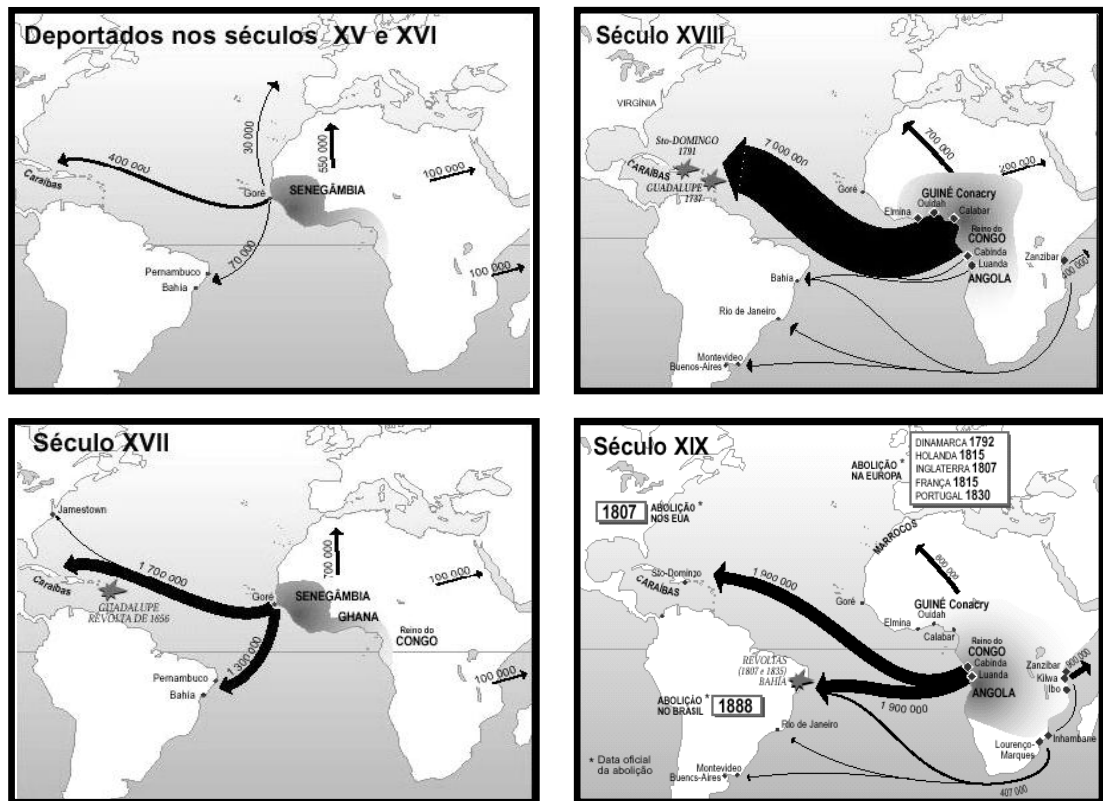 Deportados nos séculos XV e XVI
30 000
550 000
400 000
100 000
Caraíbas
Goré
SENEGÂMBIA
70 000
Pernambuco
Bahía
100 000
Século XVIII
VIRGÍNIA
Sto-DOMINGO
1791
7 000 000
700 000
200 000
CARAÍBAS
GUADALUPE
1737
Goré
GUINÉ Conacry
Ouidah
Elmina
Calabar
Reino do
CONGO
Cabinda
Zanzibar
Luanda
400 000
ANGOLA
Bahía
Rio de Janeiro
Montevideo
Buenos-Aires
Século XVII
Jamestown
700 000
1 700 000
100 000
Caraíbas
Goré
SENEGÂMBIA
GUADALUPE
REVOLTA DE 1656
GHANA
Reino do
CONGO
1 300 000
Pernambuco
Bahía
100 000
Século XIX
ABOLIÇÃO *
NA EUROPA
DINAMARCA 1792
HOLANDA 1815
INGLATERRA 1807
FRANÇA 1815
PORTUGAL 1830
1807
ABOLIÇÃO *
NOS EUA
MARROCOS
800 000
Sto-Domingo
1 900 000
CARAÍBAS
Goré
GUINÉ Conacry
Ouidah
Elmina
Calabar
Reino do
CONGO
REVOLTAS
(1807 e 1835)
BAHÍA
Cabinda
Zanzibar
900 000
Luanda
Kilwa
Ibo
ANGOLA
1 900 000
ABOLIÇÃO *
NO BRASIL
1888
Rio de Janeiro
Inhambane
Lourenço-
Marques
* Data oficial
da abolição
Montevideo
Buenos-Aires
407 000